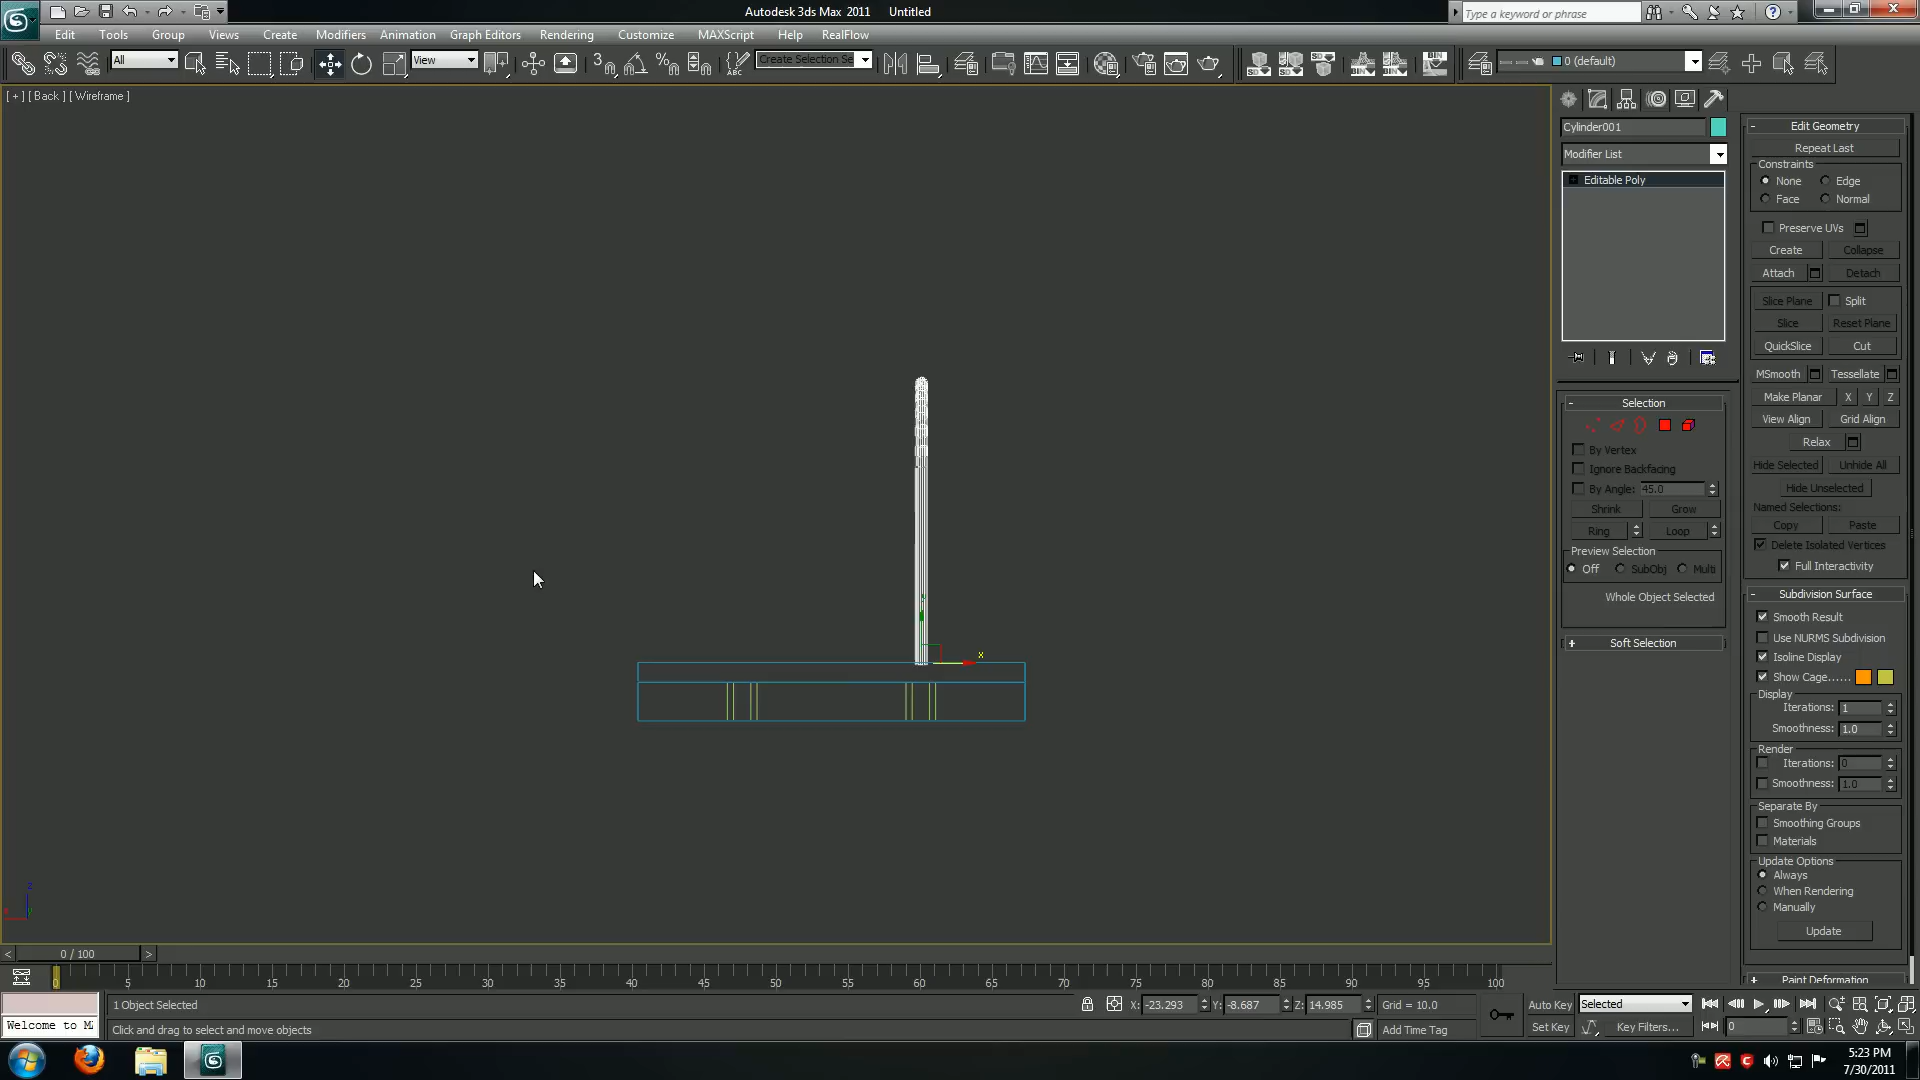 Autodesk 3ds Max 2011 Untitled
Type a keyword or phrase
Edit Tools Group Views Create Modifiers Animation Graph Editors Rendering Customize MAXScript Help RealFlow
All View Create Selection Se 0 (default)
[ + ] [ Back ] [ Wireframe ]
Cylinder001
Modifier List
Editable Poly
Selection
By Vertex
Ignore Backfacing
By Angle: 45.0
Shrink Grow
Ring Loop
Preview Selection
Off SubObj Multi
Whole Object Selected
Soft Selection
Edit Geometry
Repeat Last
Constraints
None Edge
Face Normal
Preserve UVs
Create Collapse
Attach Detach
Slice Plane Split
Slice Reset Plane
QuickSlice Cut
MSmooth Tessellate
Make Planar X Y Z
View Align Grid Align
Relax
Hide Selected Unhide All
Hide Unselected
Named Selections:
Copy Paste
Delete Isolated Vertices
Full Interactivity
Subdivision Surface
Smooth Result
Use NURMS Subdivision
Isoline Display
Show Cage......
Display
Iterations: 1
Smoothness: 1.0
Render
Iterations: 0
Smoothness: 1.0
Separate By
Smoothing Groups
Materials
Update Options
Always
When Rendering
Manually
Update
Paint Deformation
x
z
x y
< 0 / 100 >
0 5 10 15 20 25 30 35 40 45 50 55 60 65 70 75 80 85 90 95 100
1 Object Selected X: -23.293 Y: -8.687 Z: 14.985 Grid = 10.0 Auto Key Selected
Welcome to M Click and drag to select and move objects Add Time Tag Set Key Key Filters... 0
5:23 PM
7/30/2011